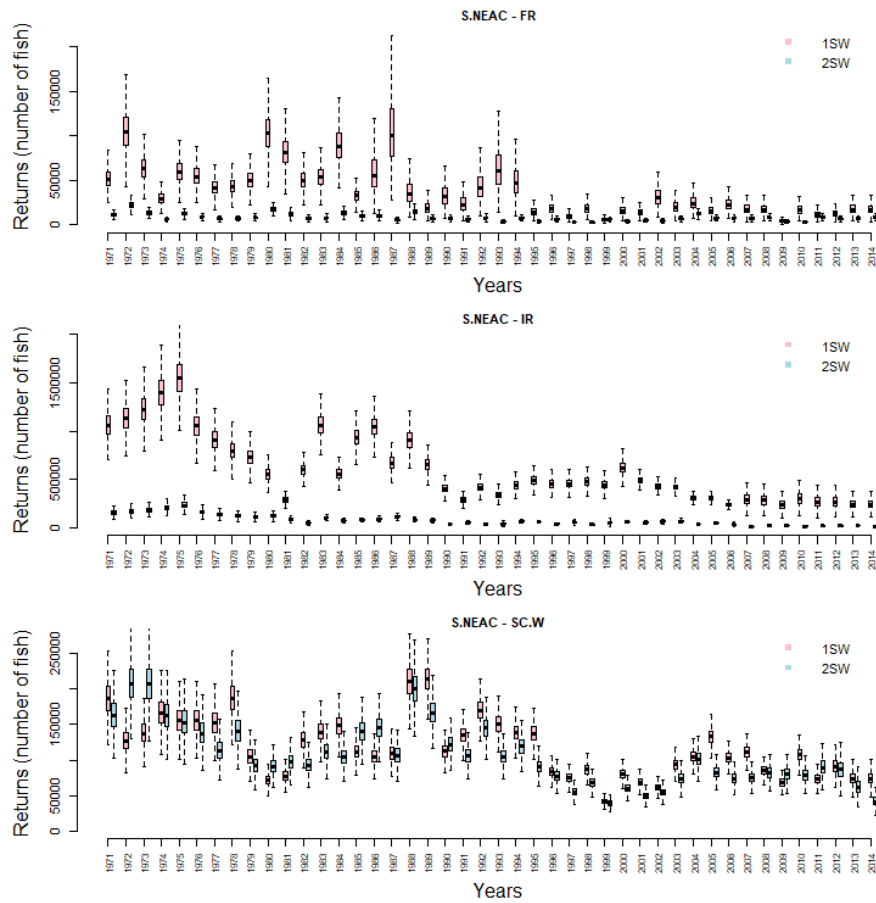 S.NEAC - FR
1SW
2SW
Returns (number of fish)
0 50000 150000
1971 1972 1973 1974 1975 1976 1977 1978 1979 1980 1981 1982 1983 1984 1985 1986 1987 1988 1989 1990 1991 1992 1993 1994 1995 1996 1997 1998 1999 2000 2001 2002 2003 2004 2005 2006 2007 2008 2009 2010 2011 2012 2013 2014
Years
S.NEAC - IR
1SW
2SW
Returns (number of fish)
0 500000 1500000
1971 1972 1973 1974 1975 1976 1977 1978 1979 1980 1981 1982 1983 1984 1985 1986 1987 1988 1989 1990 1991 1992 1993 1994 1995 1996 1997 1998 1999 2000 2001 2002 2003 2004 2005 2006 2007 2008 2009 2010 2011 2012 2013 2014
Years
S.NEAC - SC.W
1SW
2SW
Returns (number of fish)
0 50000 150000 250000
1971 1972 1973 1974 1975 1976 1977 1978 1979 1980 1981 1982 1983 1984 1985 1986 1987 1988 1989 1990 1991 1992 1993 1994 1995 1996 1997 1998 1999 2000 2001 2002 2003 2004 2005 2006 2007 2008 2009 2010 2011 2012 2013 2014
Years